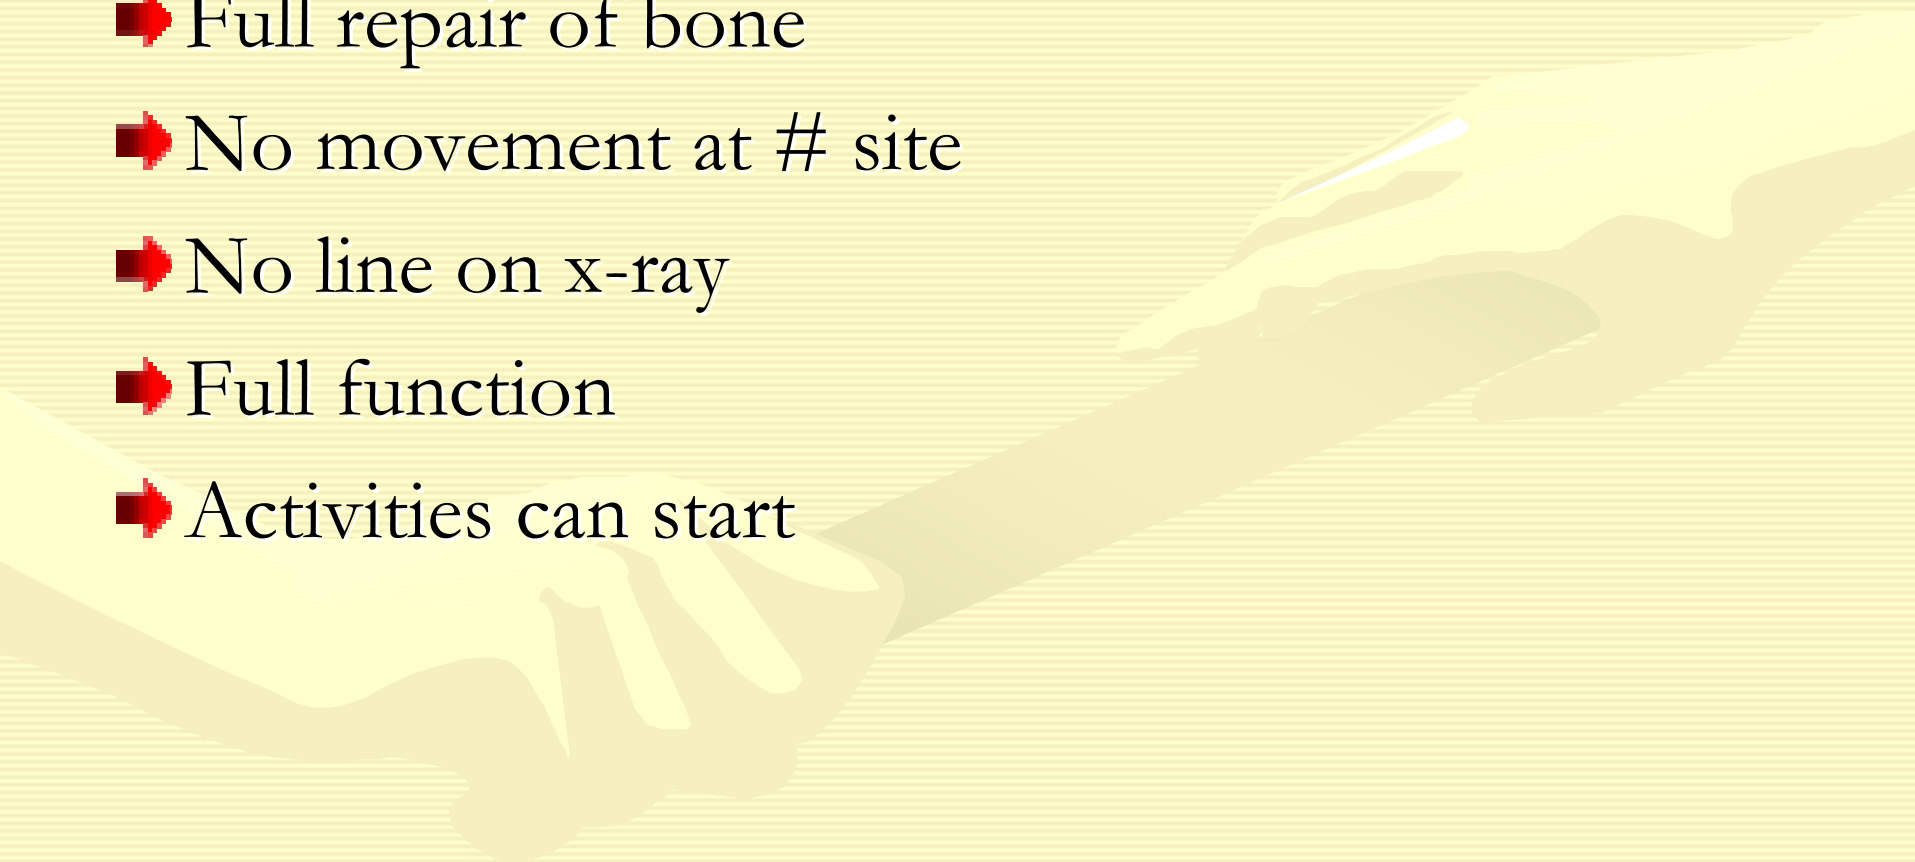 Full repair of bone
No movement at # site
No line on x-ray
Full function
Activities can start